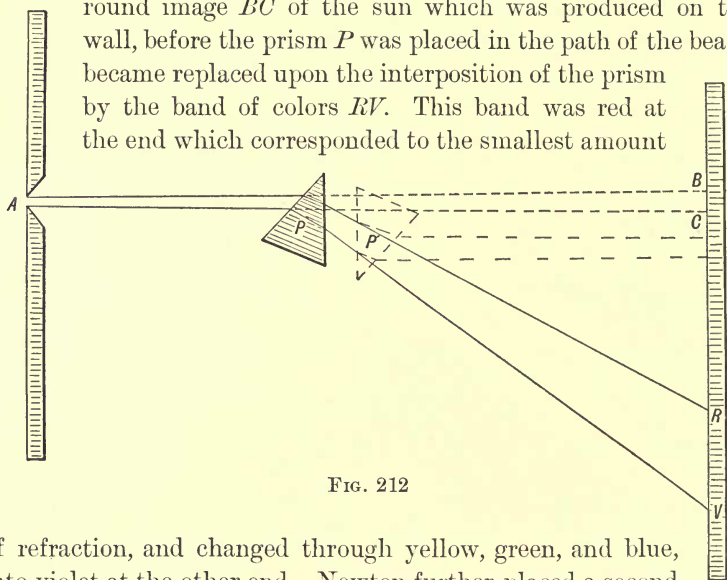 round image BC of the sun which was produced on
wall, before the prism P was placed in the path of the
became replaced upon the interposition of the prism
by the band of colors RV. This band was red at
the end which corresponded to the smallest amount
A
B
C
P
P
R
V
FIG. 212
refraction, and changed through yellow, green, and blue,
violet at the other end. Newton further placed a second